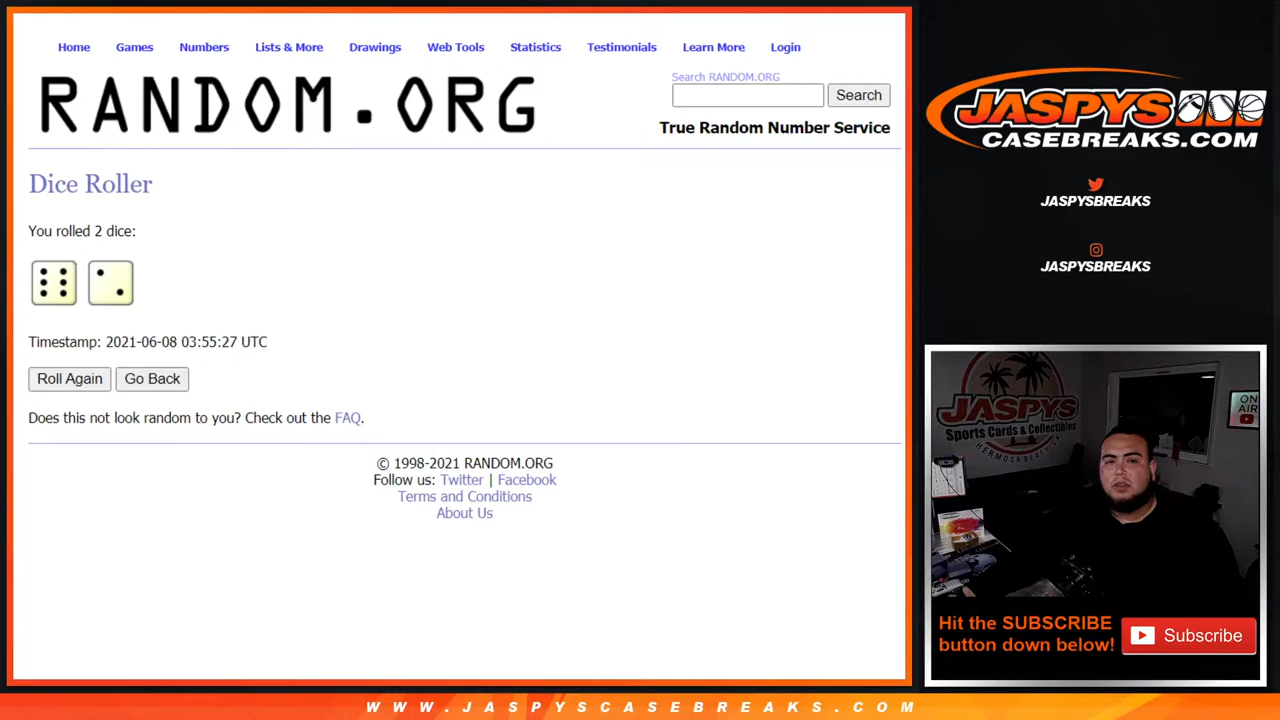 Home Games Numbers Lists & More Drawings Web Tools Statistics Testimonials Learn More Login
RANDOM.ORG
Search RANDOM.ORG
Search
True Random Number Service
Dice Roller
You rolled 2 dice:
Timestamp: 2021-06-08 03:55:27 UTC
Roll Again Go Back
Does this not look random to you? Check out the FAQ.
© 1998-2021 RANDOM.ORG
Follow us: Twitter | Facebook
Terms and Conditions
About Us
JASPYS
CASEBREAKS.COM
JASPYSBREAKS
JASPYSBREAKS
JASPYS
Sports Cards & Collectibles
HERMOSA BEACH, CA
ON
AIR
Hit the SUBSCRIBE
button down below!
Subscribe
WWW.JASPYSCASEBREAKS.COM